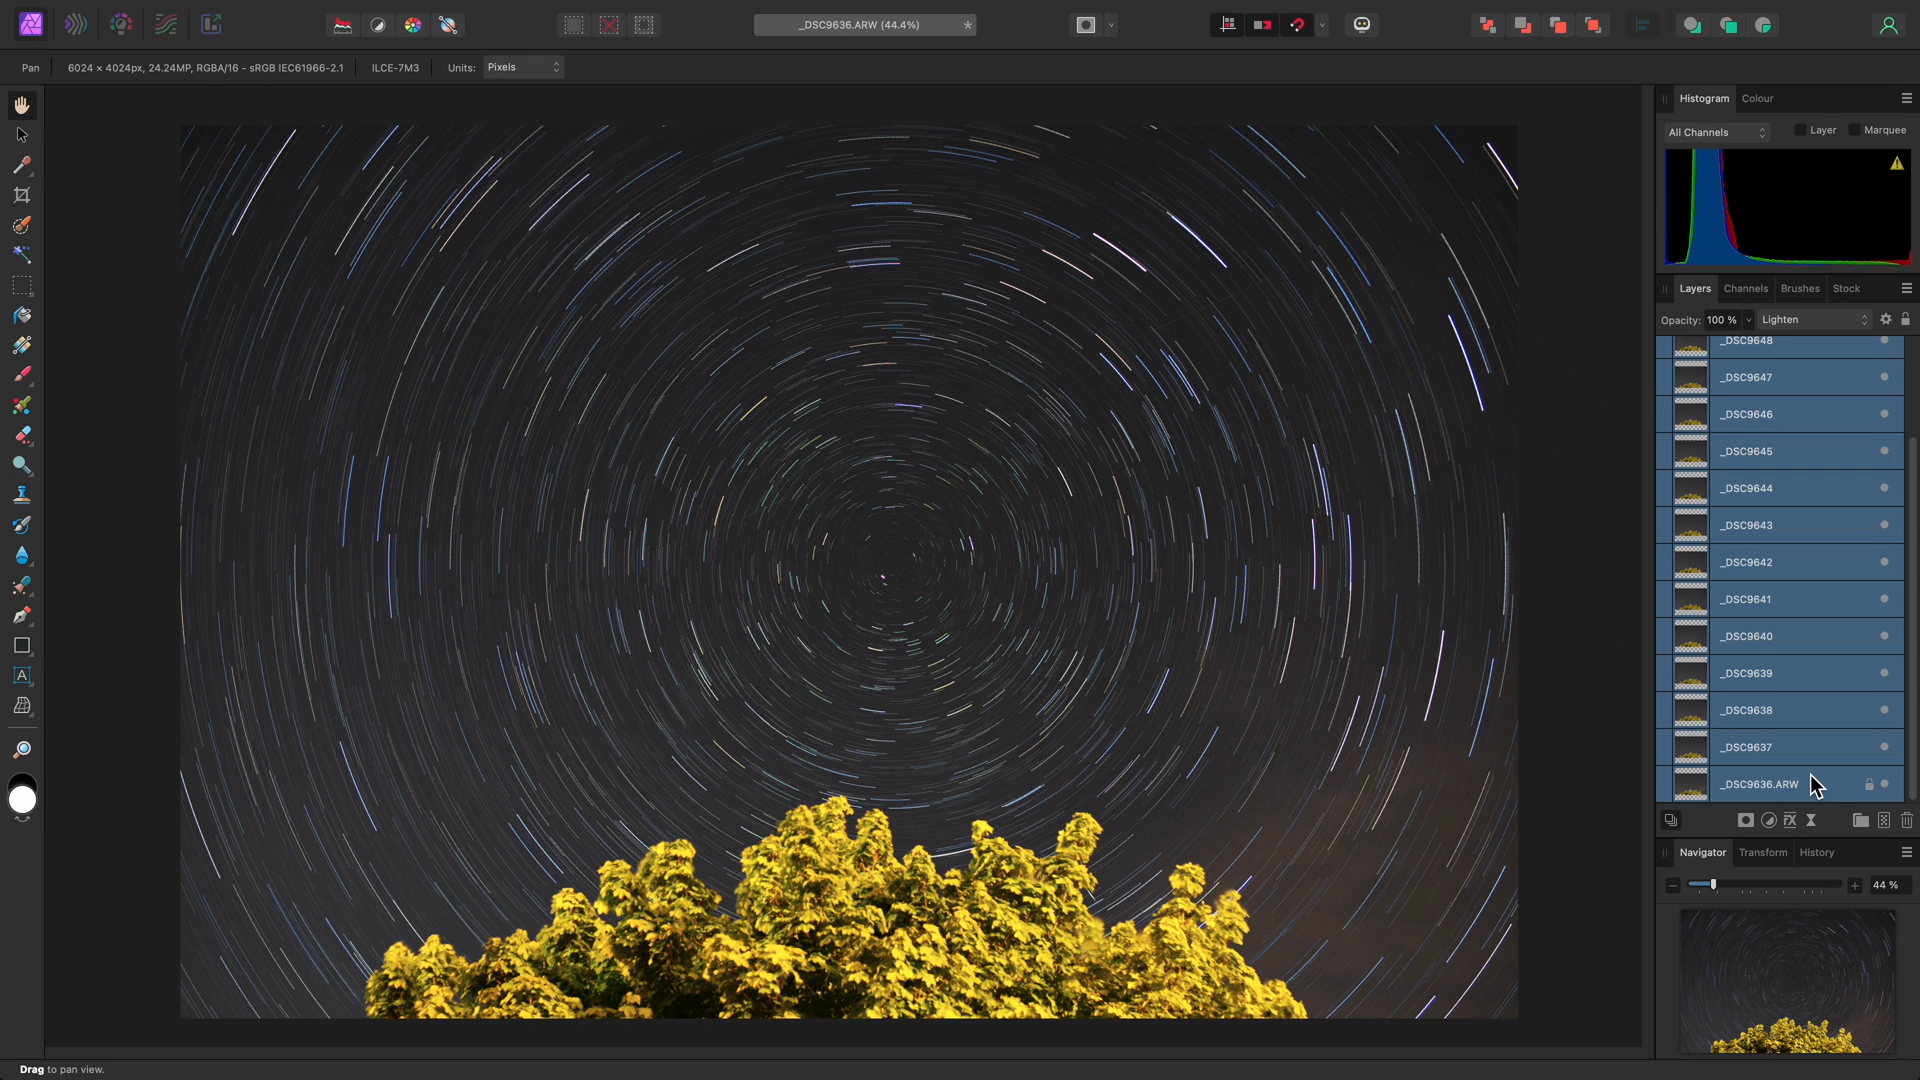 _DSC9636.ARW (44.4%)
*
Pan
6024 × 4024px, 24.24MP, RGBA/16 - sRGB IEC61966-2.1
ILCE-7M3
Units:
Pixels
Histogram
Colour
All Channels
Layer
Marquee
Layers
Channels
Brushes
Stock
Opacity:
100 %
Lighten
_DSC9648
_DSC9647
_DSC9646
_DSC9645
_DSC9644
_DSC9643
_DSC9642
_DSC9641
_DSC9640
_DSC9639
_DSC9638
_DSC9637
_DSC9636.ARW
Navigator
Transform
History
44 %
Drag to pan view.